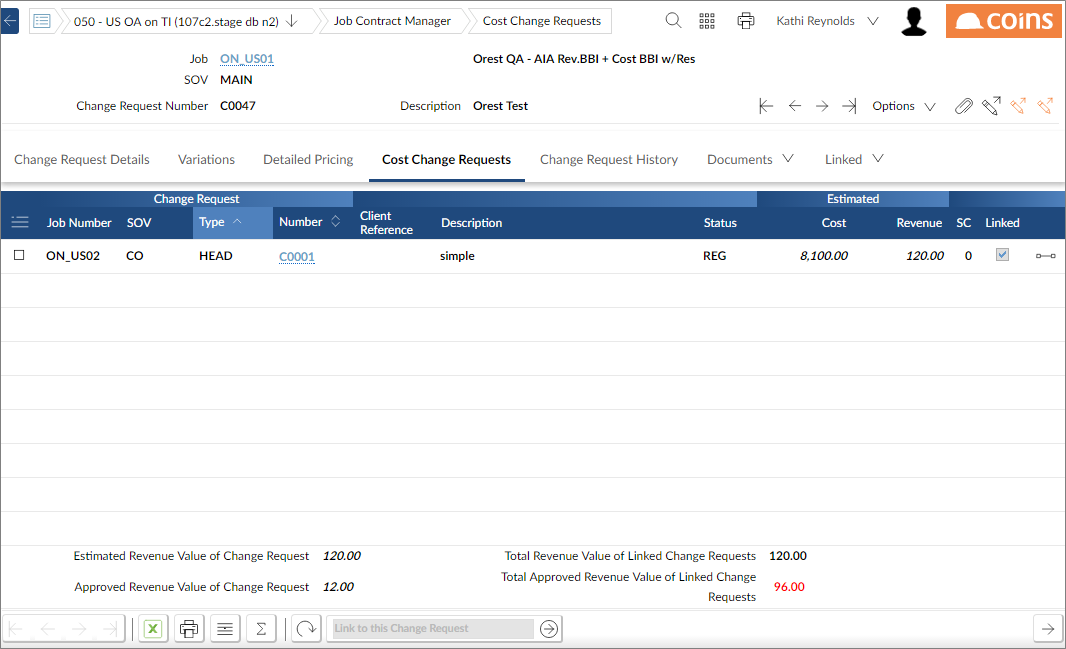 050 - US OA on TI (107c2.stage db n2) Job Contract Manager Cost Change Requests Kathi Reynolds coins
Job ON_US01 Orest QA - AIA Rev.BBI + Cost BBI w/Res
SOV MAIN
Change Request Number C0047 Description Orest Test Options
Change Request Details Variations Detailed Pricing Cost Change Requests Change Request History Documents Linked
Change Request Estimated
Job Number SOV Type Number Client Reference Description Status Cost Revenue SC Linked
ON_US02 CO HEAD C0001 simple REG 8,100.00 120.00 0
Estimated Revenue Value of Change Request 120.00 Total Revenue Value of Linked Change Requests 120.00
Approved Revenue Value of Change Request 12.00 Total Approved Revenue Value of Linked Change Requests 96.00
Link to this Change Request